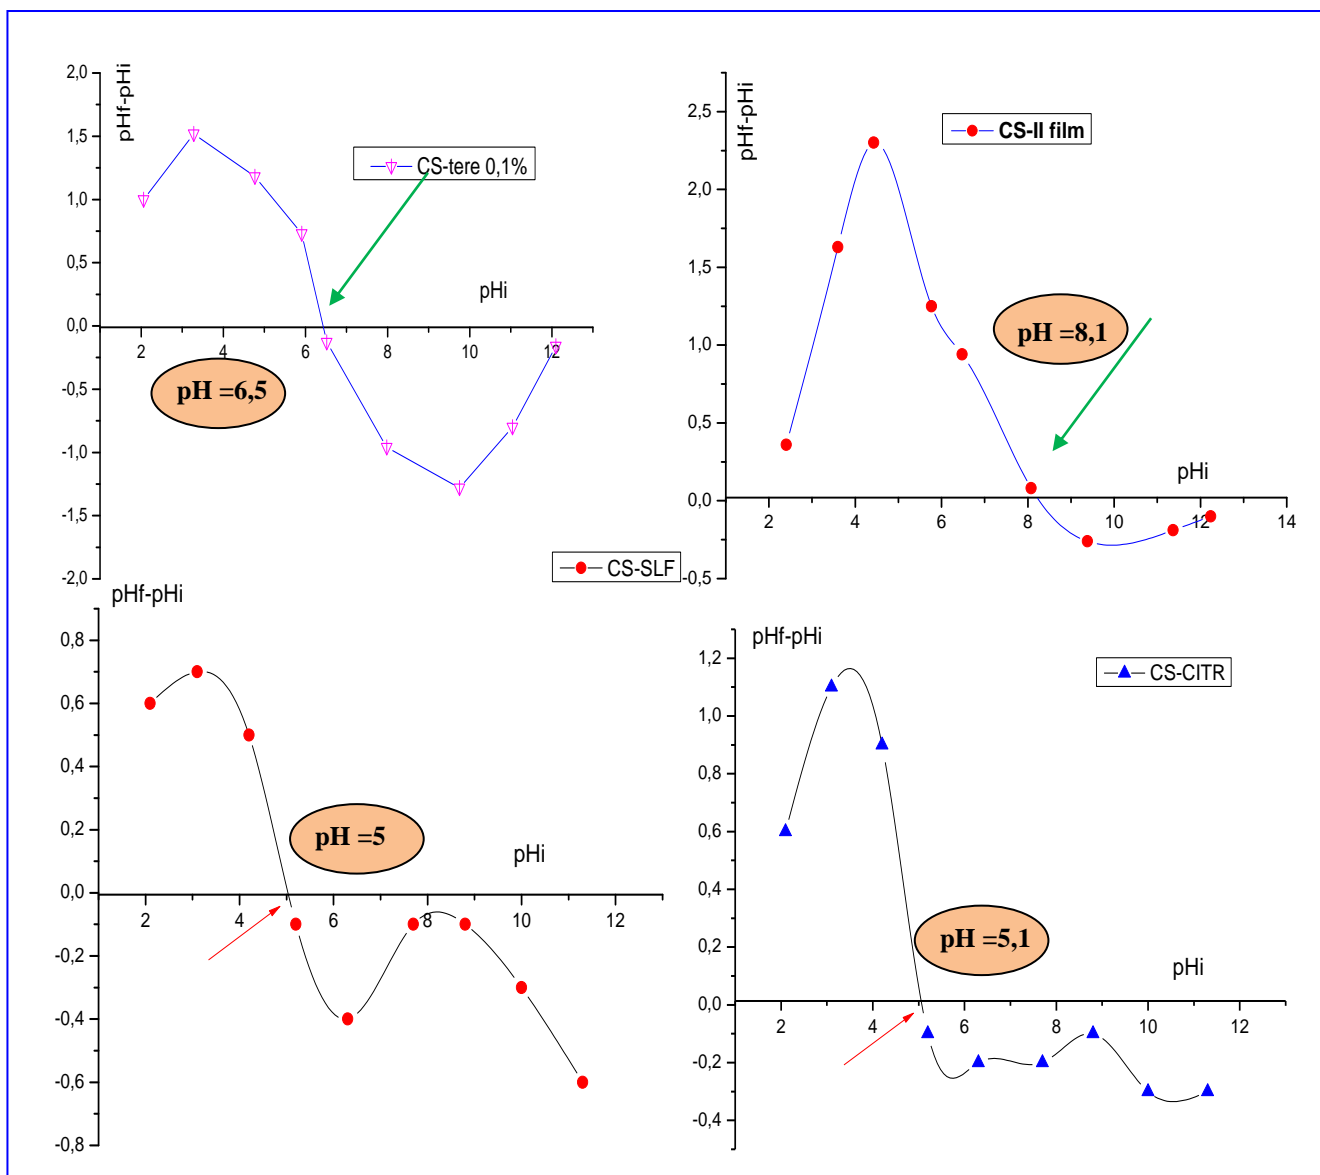 pHf-pHi
2,0
1,5
1,0
0,5
0,0
-0,5
-1,0
-1,5
-2,0
2 4 6 8 10 12
pHi
CS-tere 0,1%
pH =6,5
pHf-pHi
2,5
2,0
1,5
1,0
0,5
0,0
-0,5
2 4 6 8 10 12 14
pHi
CS-II film
pH =8,1
CS-SLF
pHf-pHi
0,8
0,6
0,4
0,2
0,0
-0,2
-0,4
-0,6
-0,8
2 4 6 8 10 12
pHi
pH =5
pHf-pHi
1,2
1,0
0,8
0,6
0,4
0,2
0,0
-0,2
-0,4
2 4 6 8 10 12
pHi
CS-CITR
pH =5,1